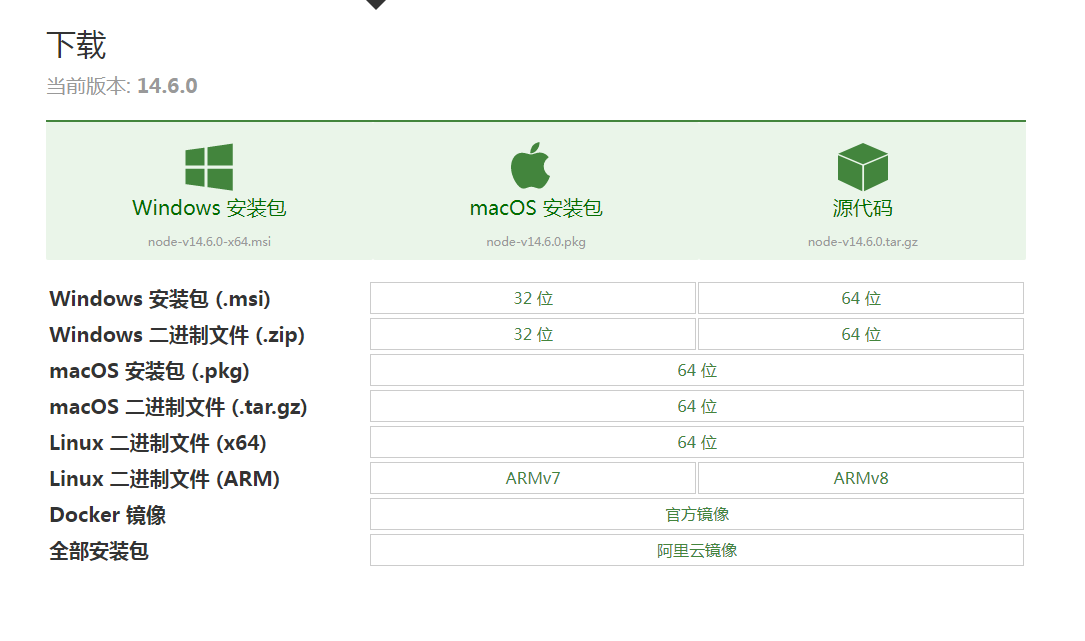 下载
当前版本: 14.6.0
Windows 安装包
macOS 安装包
源代码
node-v14.6.0-x64.msi
node-v14.6.0.pkg
node-v14.6.0.tar.gz
Windows 安装包 (.msi) 32 位 64 位
Windows 二进制文件 (.zip) 32 位 64 位
macOS 安装包 (.pkg) 64 位
macOS 二进制文件 (.tar.gz) 64 位
Linux 二进制文件 (x64) 64 位
Linux 二进制文件 (ARM) ARMv7 ARMv8
Docker 镜像 官方镜像
全部安装包 阿里云镜像